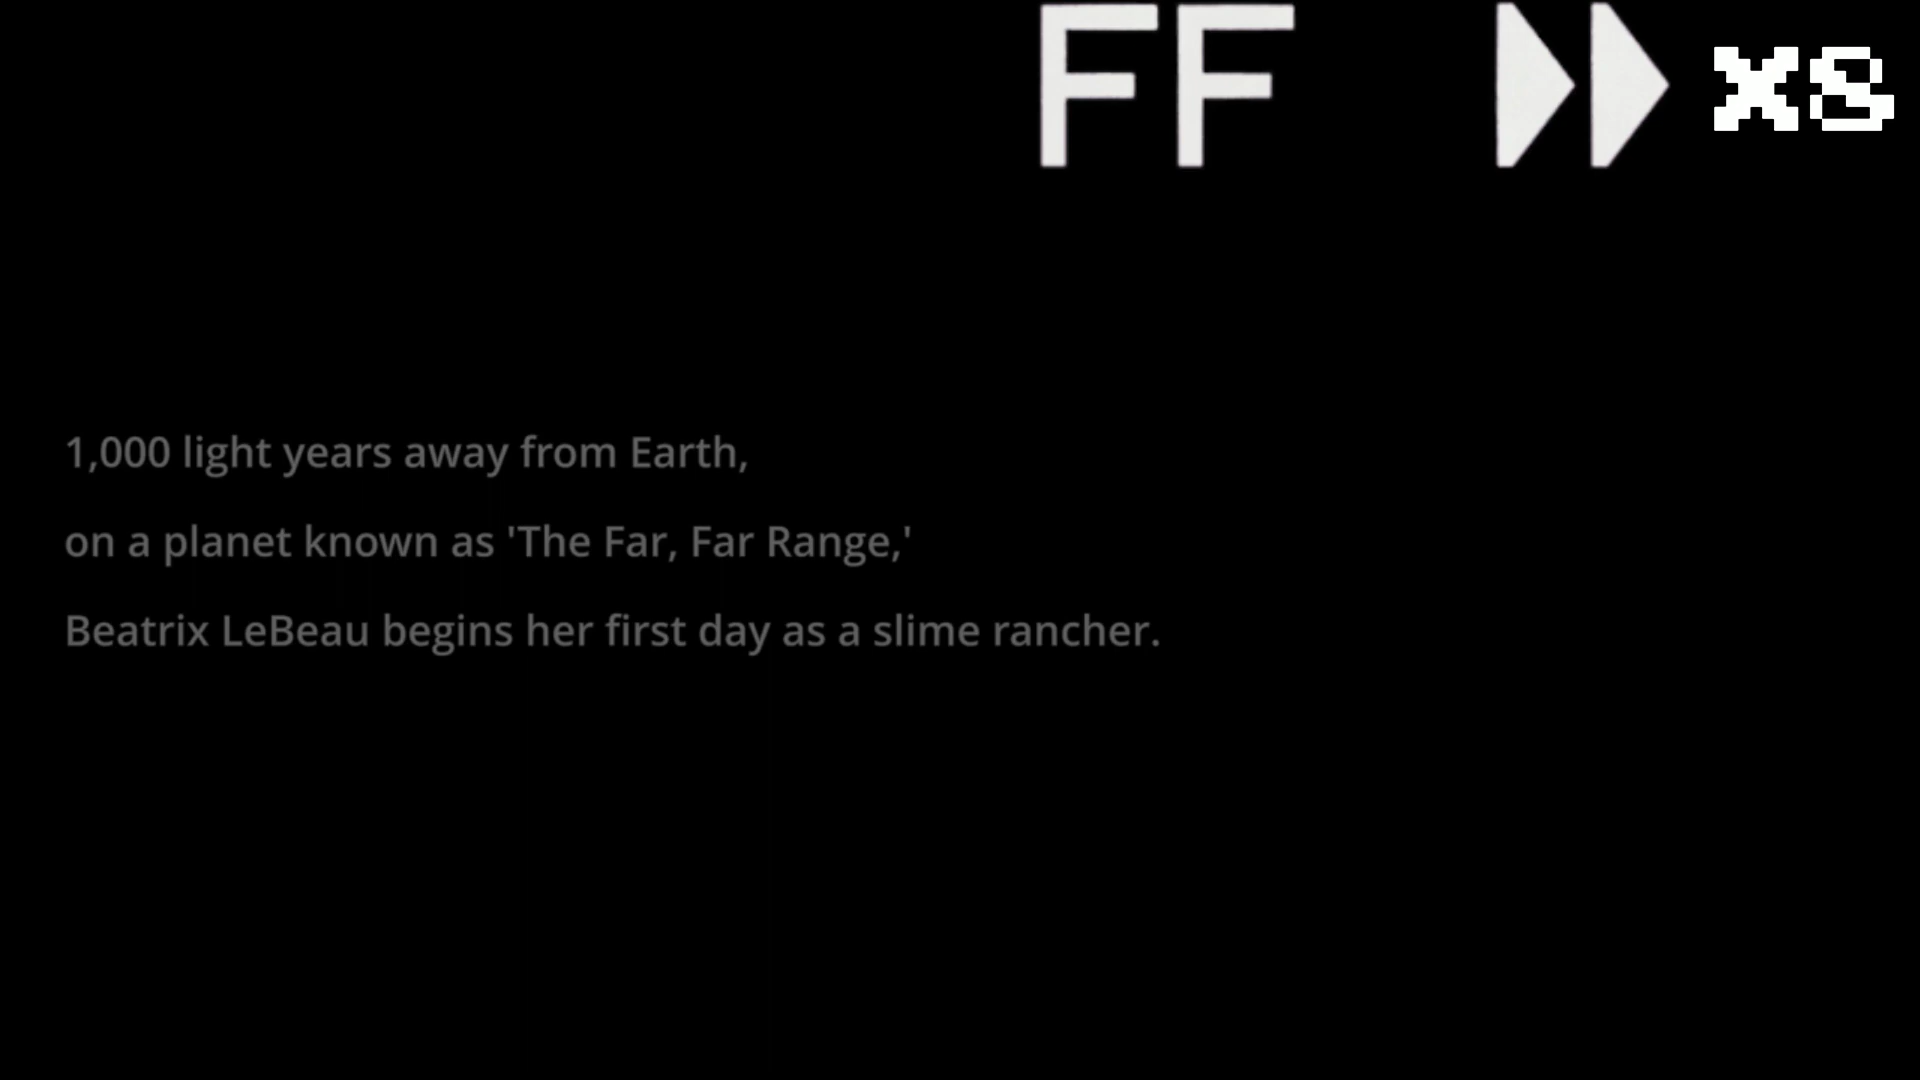 FF x8
1,000 light years away from Earth,
on a planet known as 'The Far, Far Range,'
Beatrix LeBeau begins her first day as a slime rancher.